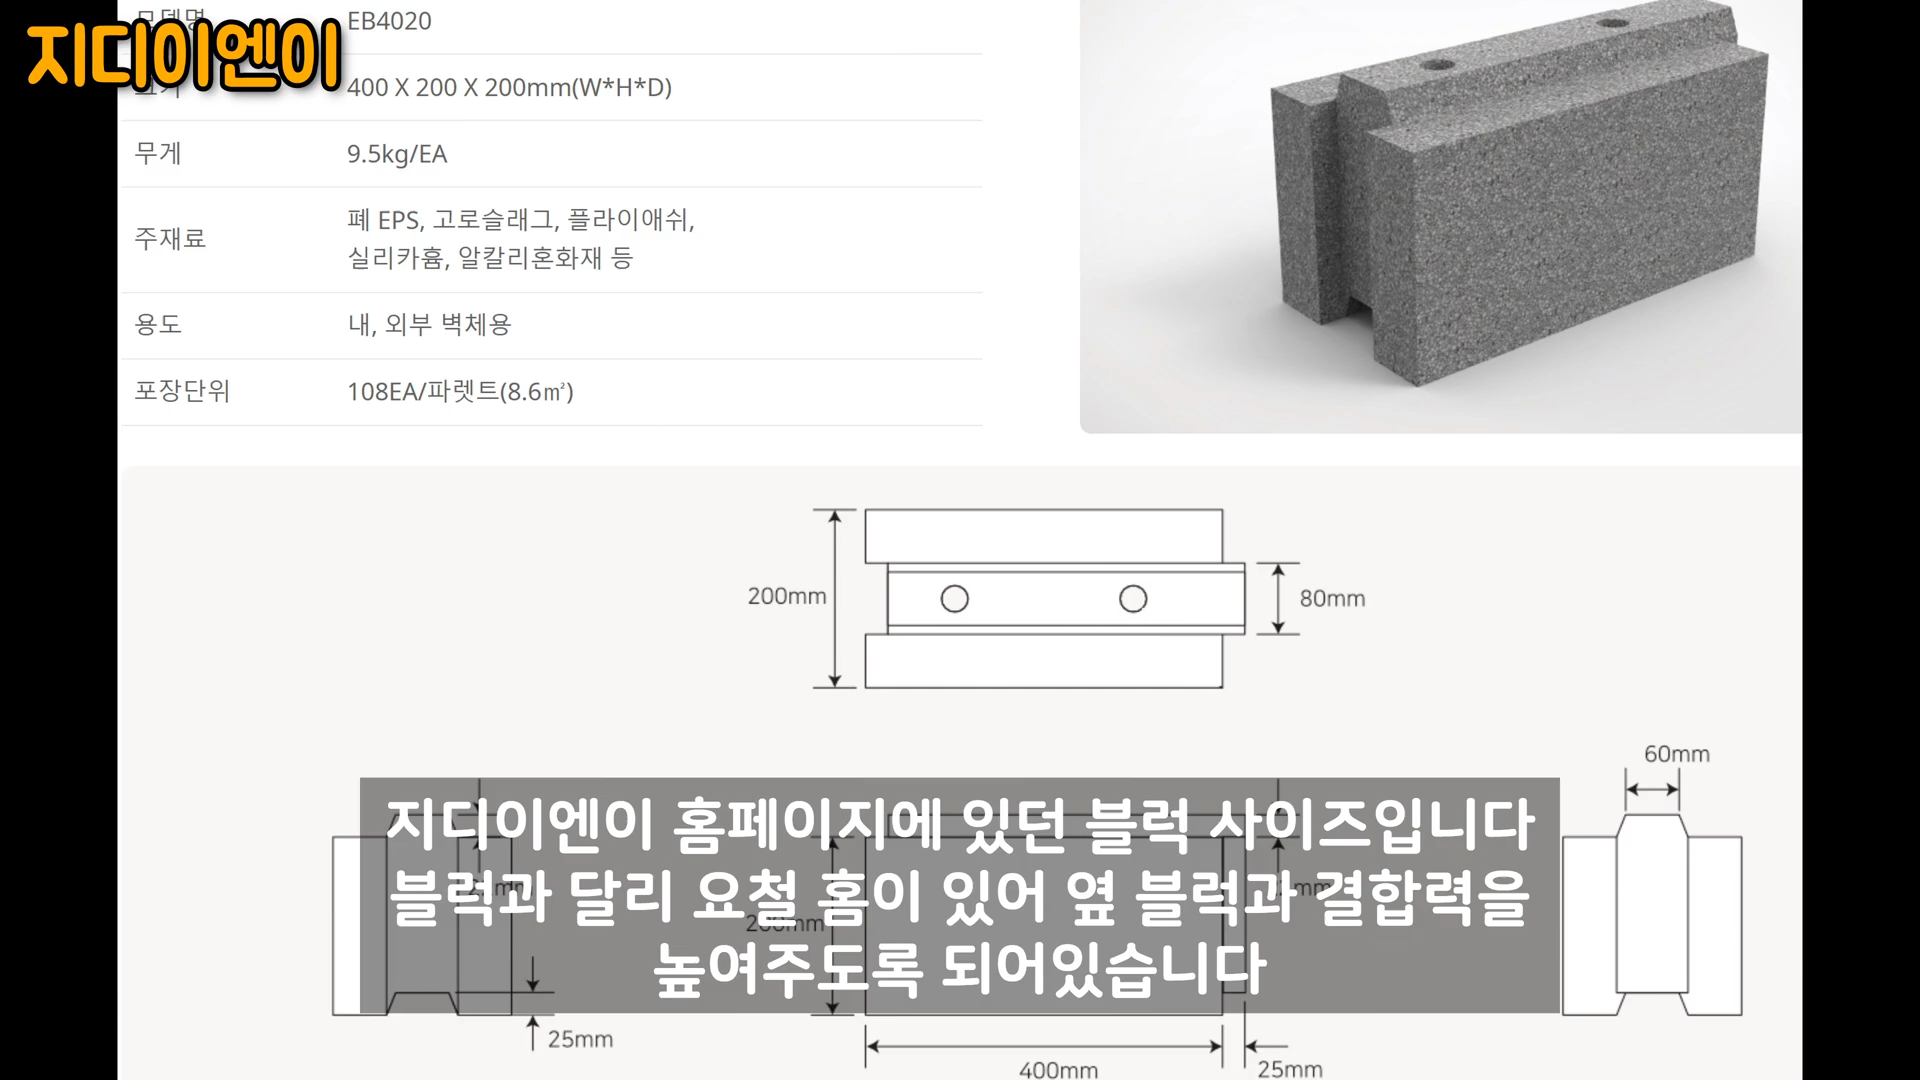 지디이엔이
EB4020
400 X 200 X 200mm(W*H*D)
무게 9.5kg/EA
주재료 폐 EPS, 고로슬래그, 플라이애쉬,
실리카흄, 알칼리혼화재 등
용도 내, 외부 벽체용
포장단위 108EA/파렛트(8.6㎡)
200mm
80mm
60mm
지디이엔이 홈페이지에 있던 블럭 사이즈입니다
블럭과 달리 요철 홈이 있어 옆 블럭과 결합력을
높여주도록 되어있습니다
200mm
25mm
400mm
25mm